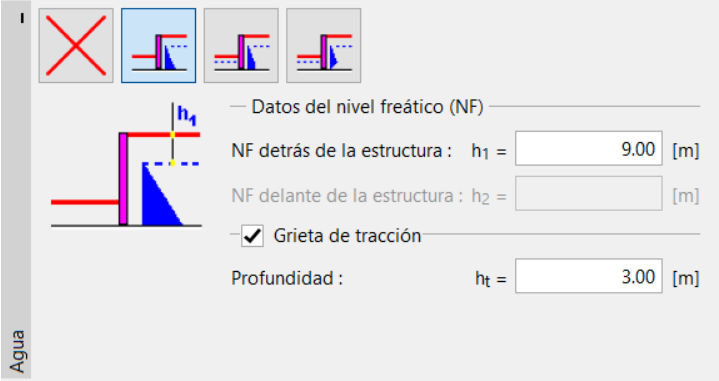 h1
Datos del nivel freático (NF)
NF detrás de la estructura : h1 = 9.00 [m]
NF delante de la estructura : h2 = [m]
Grieta de tracción
Profundidad : ht = 3.00 [m]
Agua